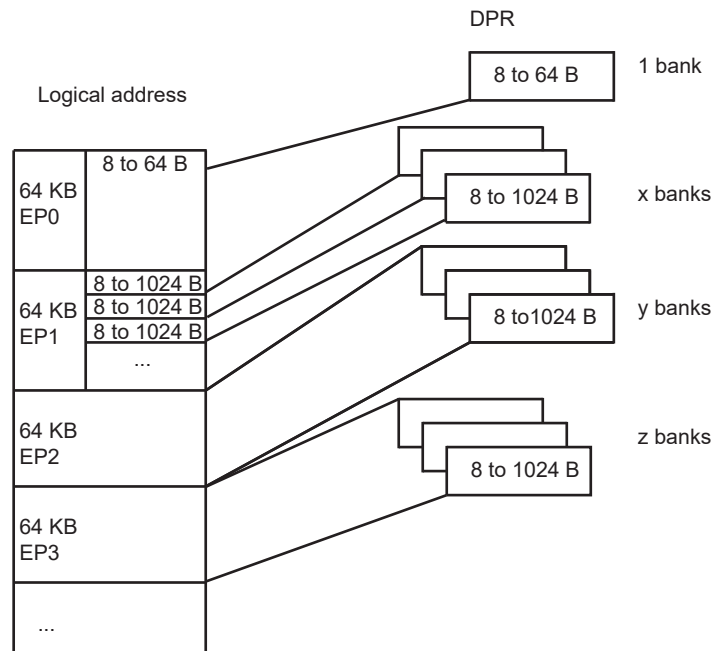 DPR
8 to 64 B
1 bank
Logical address
8 to 64 B
64 KB
EP0
8 to 1024 B
x banks
64 KB
EP1
8 to 1024 B
8 to 1024 B
8 to 1024 B
...
8 to1024 B
y banks
64 KB
EP2
8 to 1024 B
z banks
64 KB
EP3
...